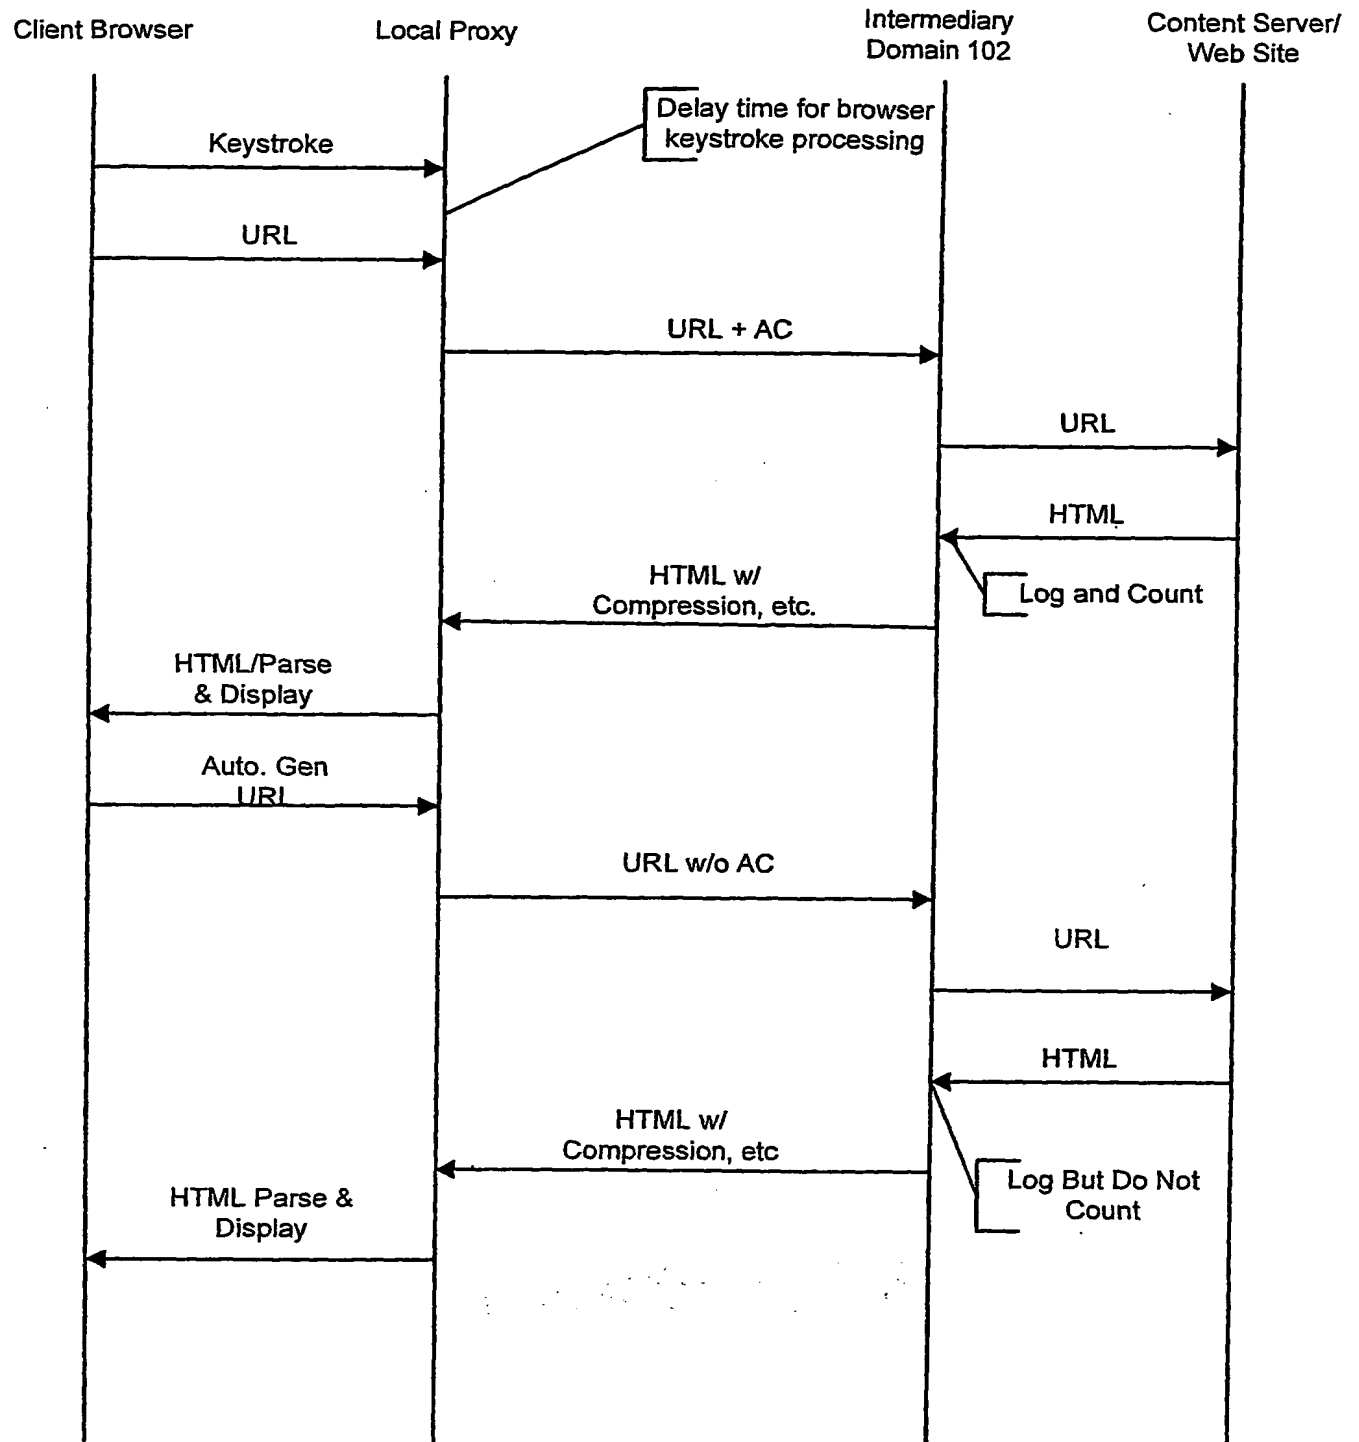 Client Browser
Local Proxy
Intermediary
Domain 102
Content Server/
Web Site
Delay time for browser
keystroke processing
Keystroke
URL
URL + AC
URL
HTML
Log and Count
HTML w/
Compression, etc.
HTML/Parse
& Display
Auto. Gen
URL
URL w/o AC
URL
HTML
HTML w/
Compression, etc
Log But Do Not
Count
HTML Parse &
Display